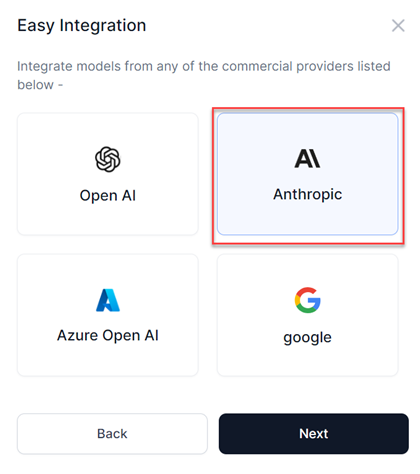 Easy Integration
Integrate models from any of the commercial providers listed
below -
Open AI
Anthropic
Azure Open AI
google
Back
Next